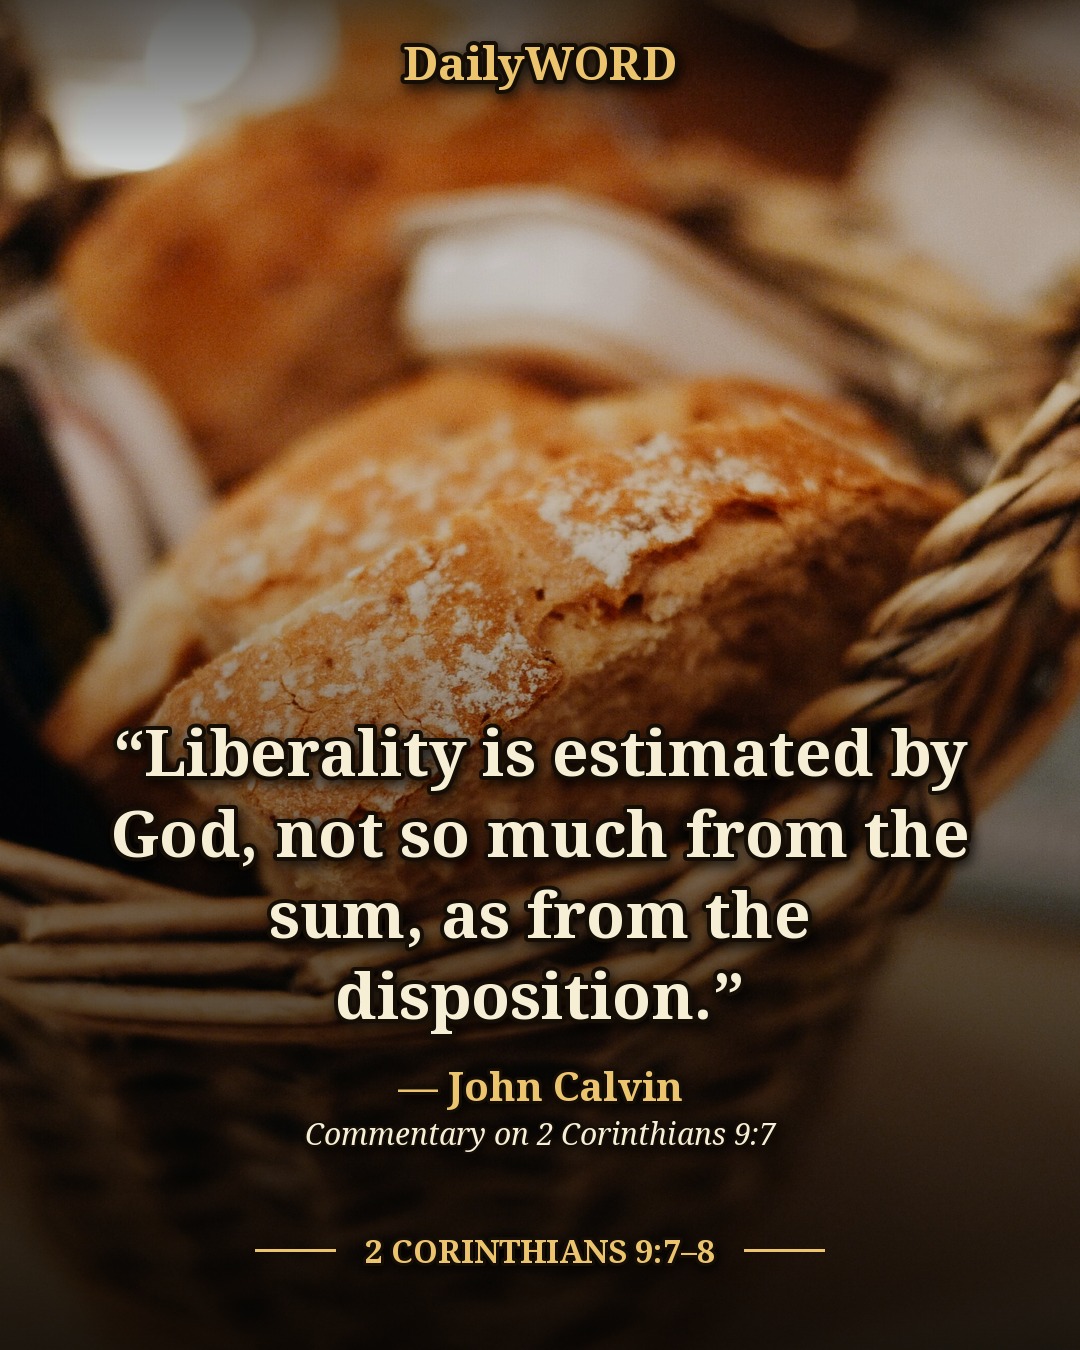 DailyWORD
“Liberality is estimated by
God, not so much from the
sum, as from the
disposition.”
— John Calvin
Commentary on 2 Corinthians 9:7
2 CORINTHIANS 9:7–8